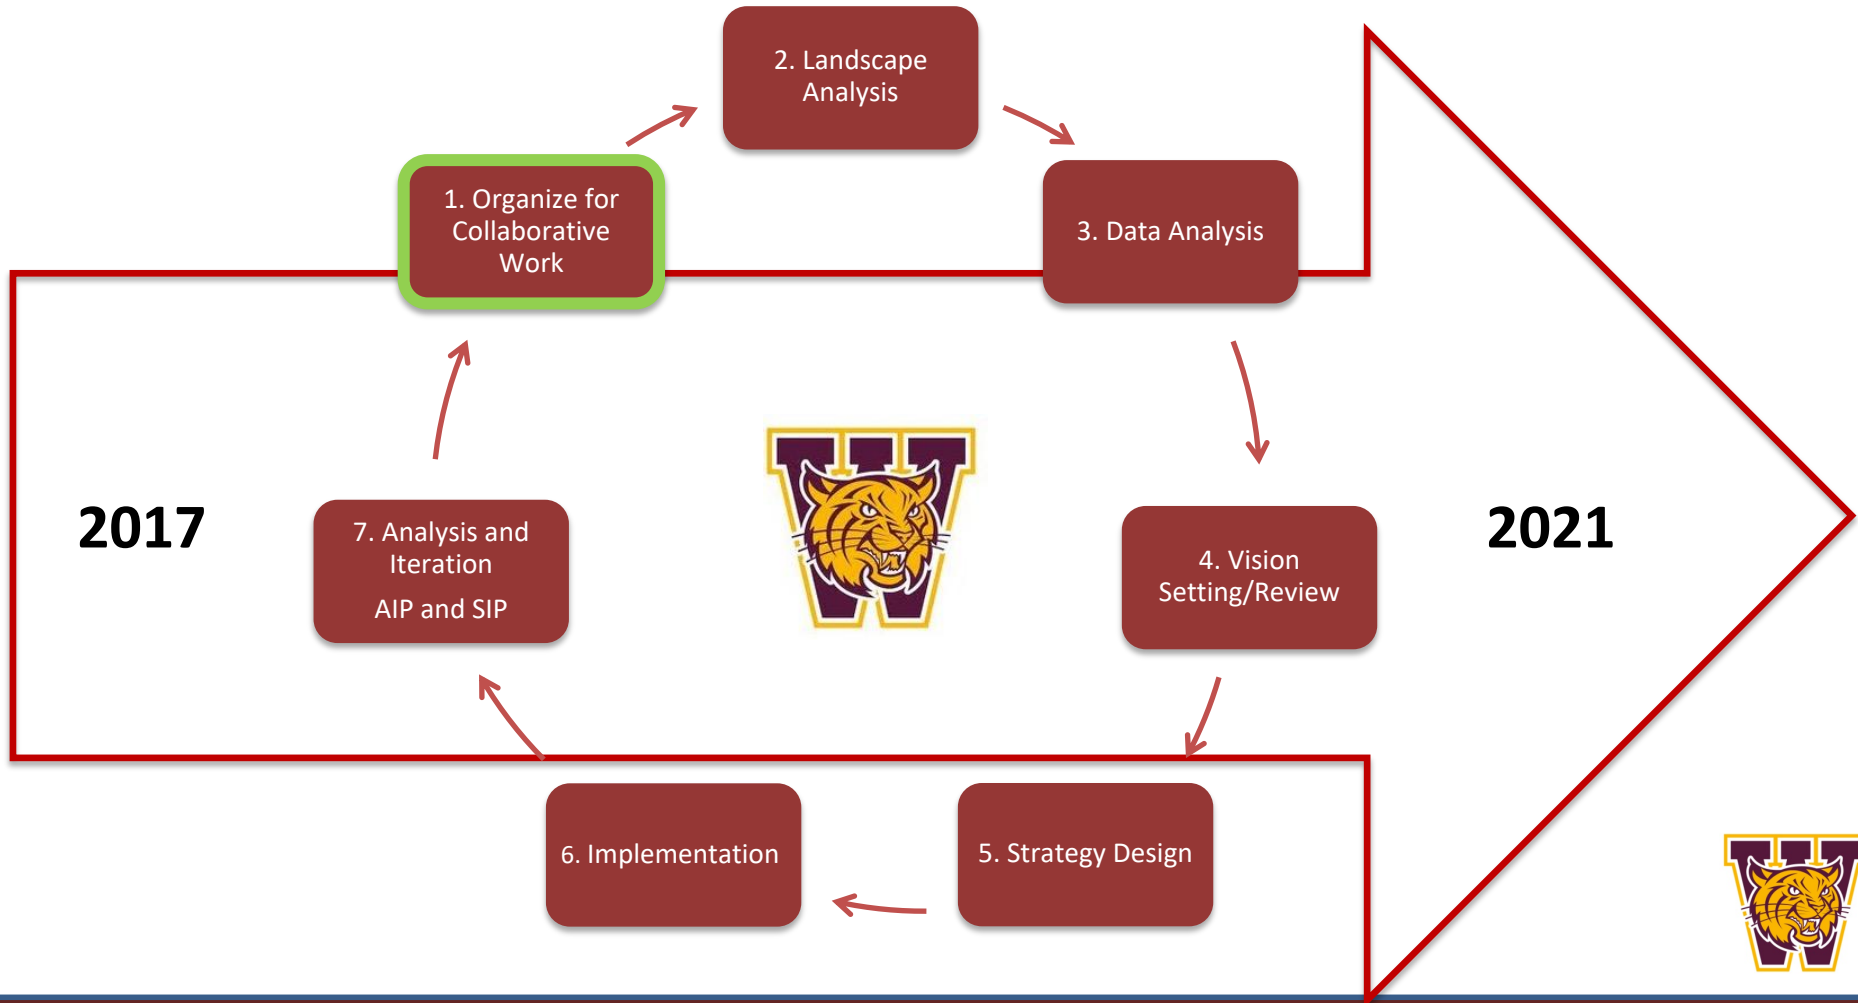 2. Landscape
Analysis
1. Organize for
Collaborative
Work
3. Data Analysis
2017
7. Analysis and
Iteration
AIP and SIP
4. Vision
Setting/Review
2021
6. Implementation
5. Strategy Design
W
W